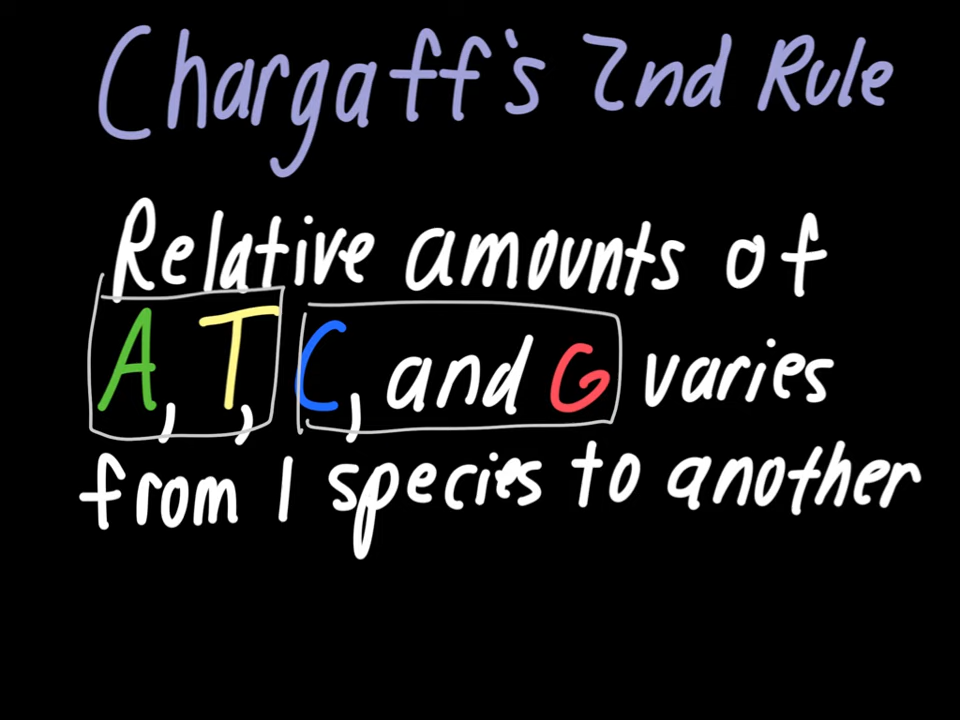 Chargaff's 2nd Rule
Relative amounts of
A, T, C, and G varies
from 1 species to another